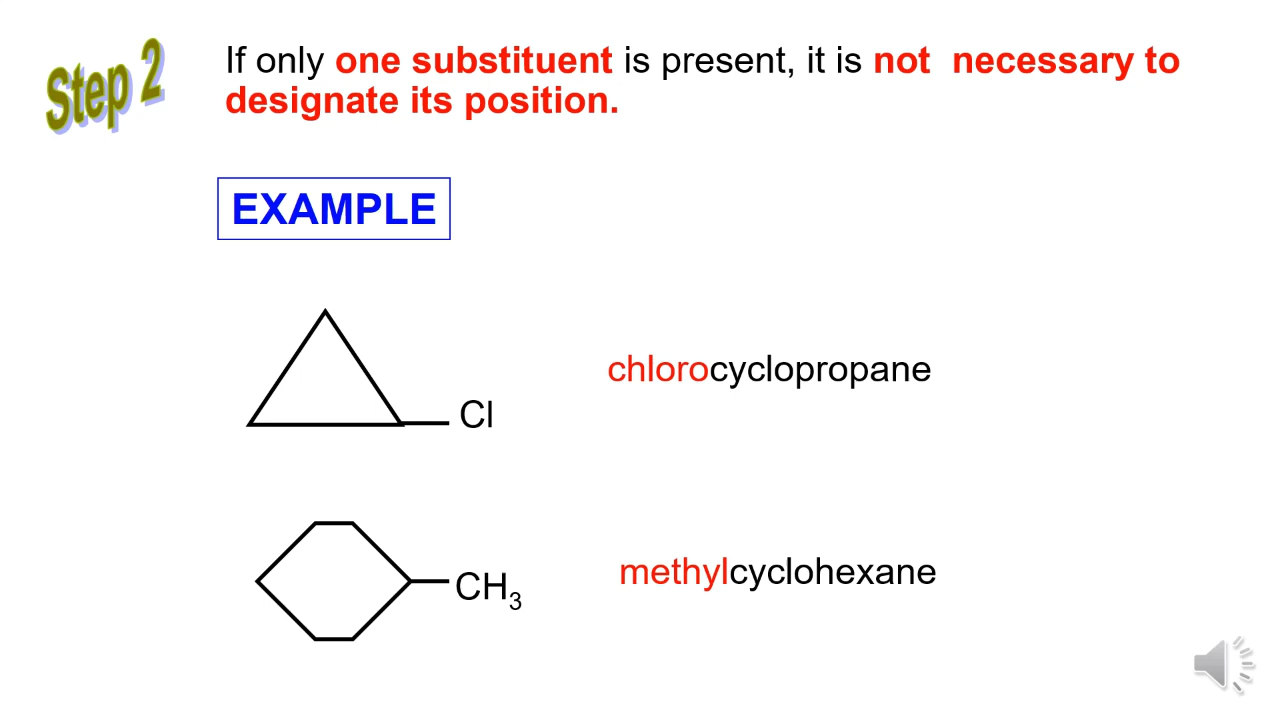 Step 2
If only one substituent is present, it is not  necessary to
designate its position.
EXAMPLE
Cl
chlorocyclopropane
CH₃
methylcyclohexane